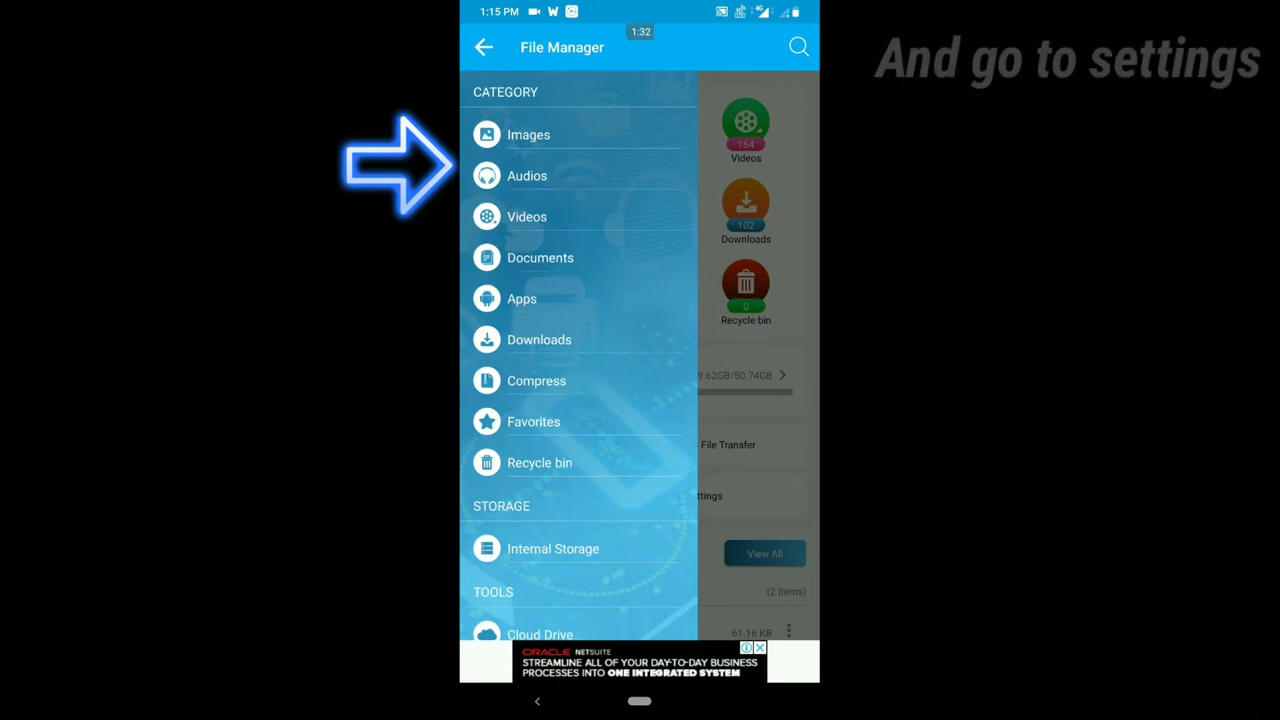 1:15 PM
4G
1:32
File Manager
And go to settings
CATEGORY
Images
Audios
Videos
Documents
Apps
Downloads
Compress
Favorites
Recycle bin
STORAGE
Internal Storage
TOOLS
Cloud Drive
164
Videos
102
Downloads
0
Recycle bin
9.62GB/50.74GB
File Transfer
ttings
View All
(2 items)
61.16 KB
ORACLE NETSUITE
STREAMLINE ALL OF YOUR DAY-TO-DAY BUSINESS
PROCESSES INTO ONE INTEGRATED SYSTEM